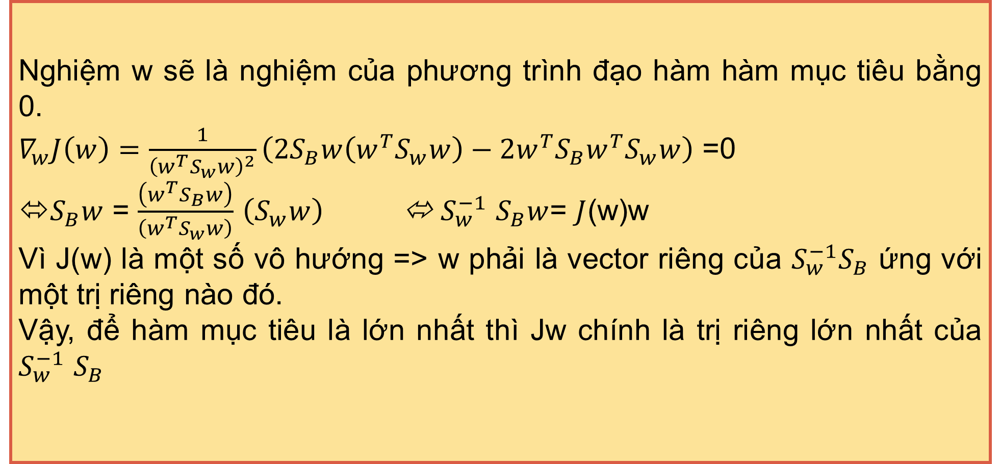 Nghiệm w sẽ là nghiệm của phương trình đạo hàm hàm mục tiêu bằng
0.
∇_w J(w) = \frac{1}{(w^T S_w w)^2} (2S_B w(w^T S_w w) − 2w^T S_B w^T S_w w) =0
⬄S_B w = \frac{(w^T S_B w)}{(w^T S_w w)} (S_w w) ⬄ S_w^{−1} S_B w= J(w)w
Vì J(w) là một số vô hướng => w phải là vector riêng của S_w^{−1} S_B ứng với
một trị riêng nào đó.
Vậy, để hàm mục tiêu là lớn nhất thì Jw chính là trị riêng lớn nhất của
S_w^{−1} S_B